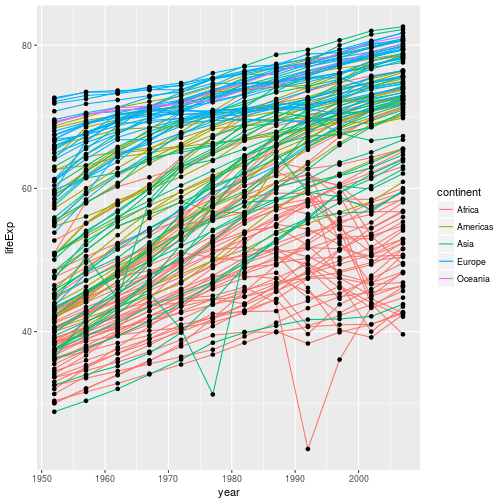 80
60
40
lifeExp
1950
1960
1970
1980
1990
2000
year
continent
Africa
Americas
Asia
Europe
Oceania